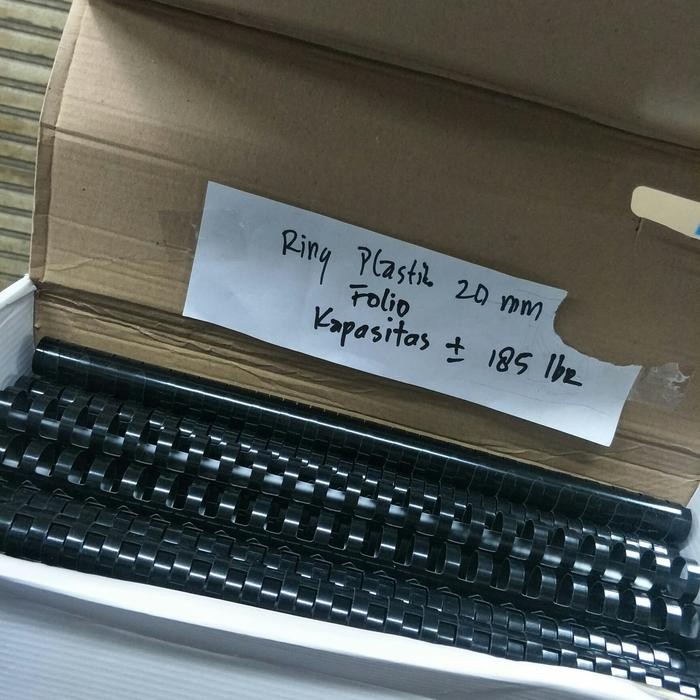 Ring Plastik 20 mm
Folio
Kapasitas ± 185 lbr